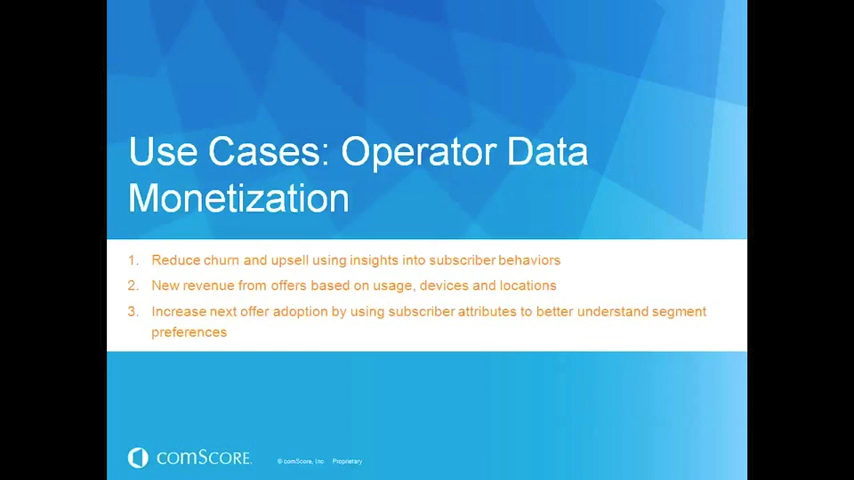 Use Cases: Operator Data
Monetization
1. Reduce churn and upsell using insights into subscriber behaviors
2. New revenue from offers based on usage, devices and locations
3. Increase next offer adoption by using subscriber attributes to better understand segment
preferences
comScore. © comScore, Inc. Proprietary